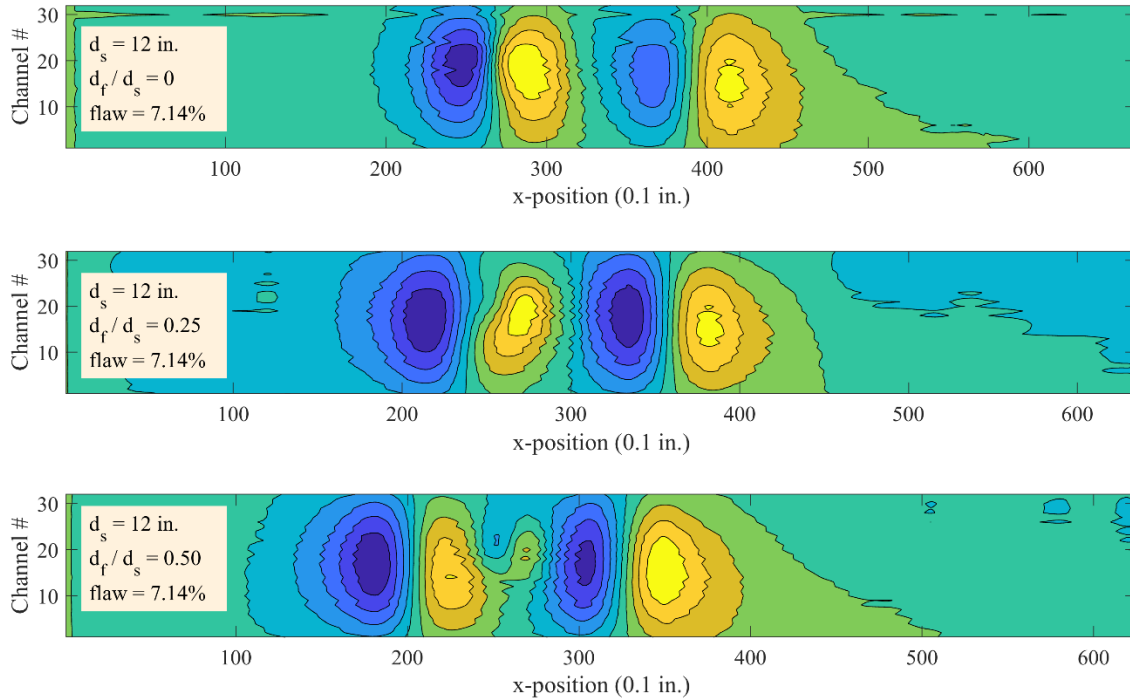 Channel #
30
20
10
d_s = 12 in.
d_f / d_s = 0
flaw = 7.14%
100 200 300 400 500 600
x-position (0.1 in.)
Channel #
30
20
10
d_s = 12 in.
d_f / d_s = 0.25
flaw = 7.14%
100 200 300 400 500 600
x-position (0.1 in.)
Channel #
30
20
10
d_s = 12 in.
d_f / d_s = 0.50
flaw = 7.14%
100 200 300 400 500 600
x-position (0.1 in.)